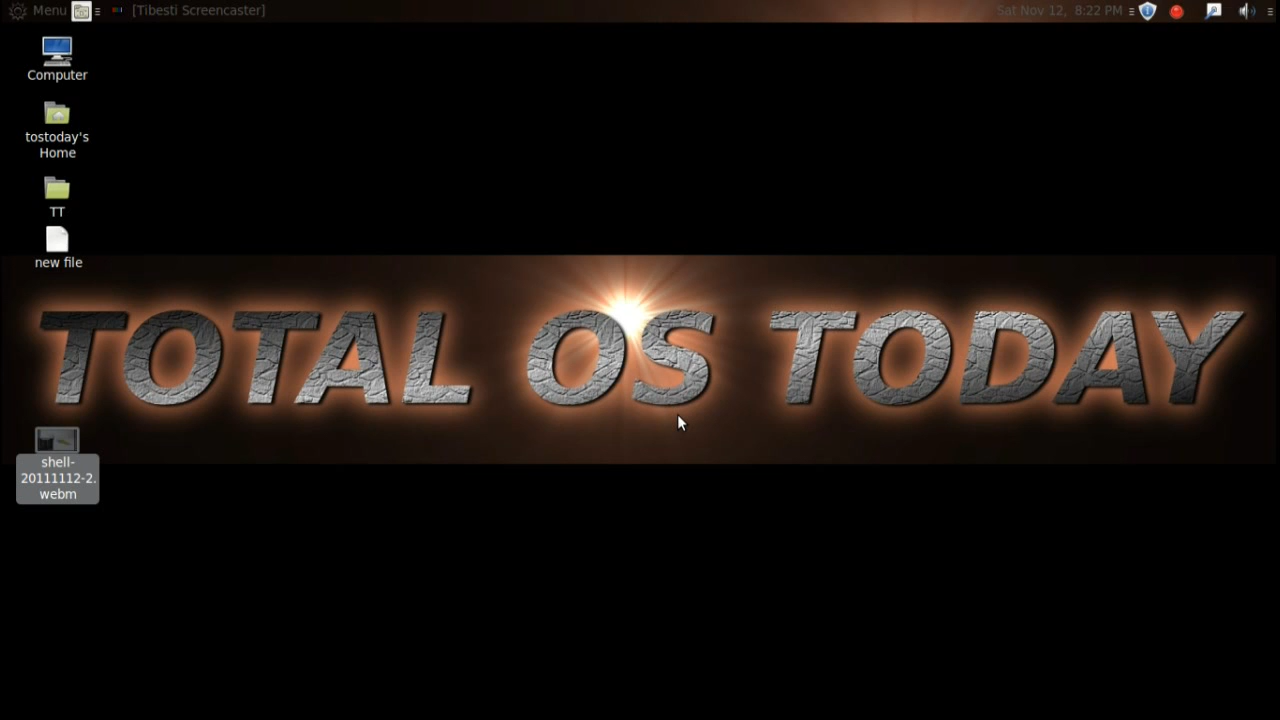 Menu [Tibesti Screencaster] Sat Nov 12, 8:22 PM
Computer
tostoday's
Home
TT
new file
TOTAL OS TODAY
shell-
20111112-2.
webm